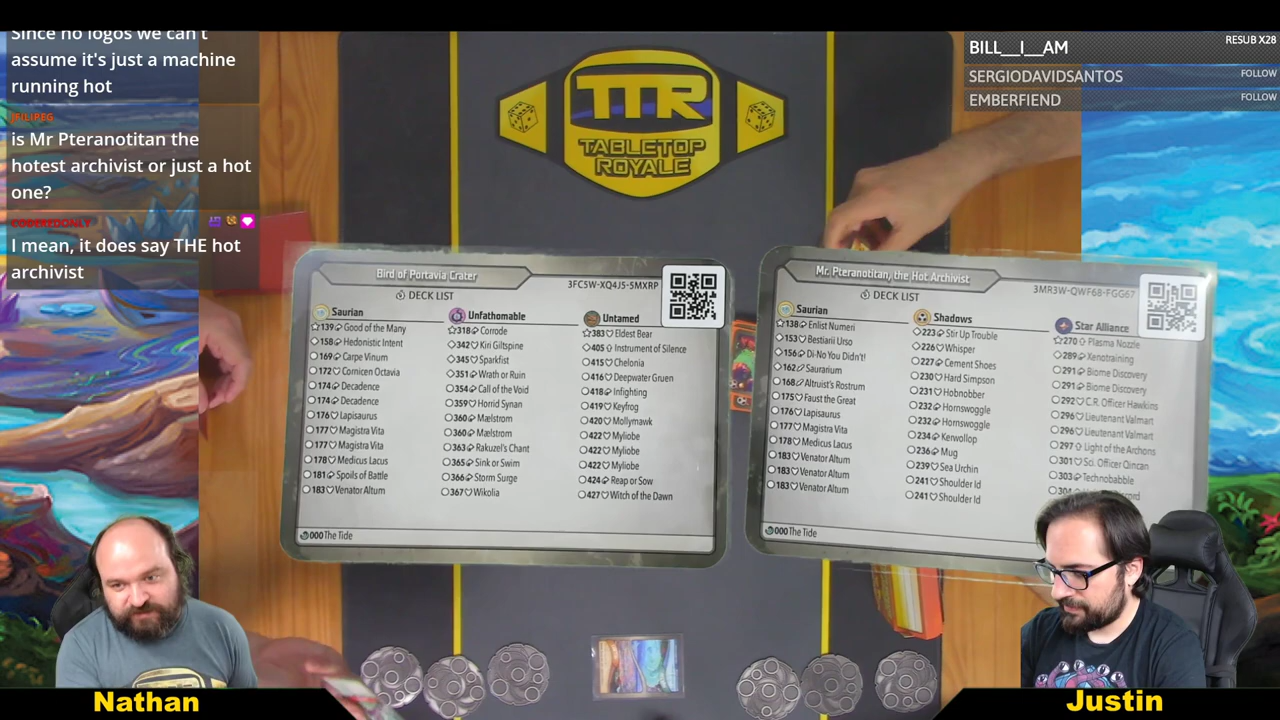 Since no logos we can't
assume it's just a machine
running hot
is Mr Pteranotitan the
hotest archivist or just a hot
one?
I mean, it does say THE hot
archivist
TTR
TABLETOP
ROYALE
BILL__I__AM
RESUB X28
SERGIODAVIDSANTOS
FOLLOW
EMBERFIEND
FOLLOW
Bird of Portavia Crater
3FC5W-XQ4J5-5MXRP
DECK LIST
Saurian
139 Good of the Many
158 Hedonistic Intent
169 Carpe Vinum
172 Cornicen Octavia
174 Decadence
174 Decadence
176 Lapisaurus
177 Magistra Vita
177 Magistra Vita
178 Medicus Lacus
181 Spoils of Battle
183 Venator Altum
Unfathomable
318 Corrode
342 Kiri Giltspine
345 Sparkfist
351 Wrath or Ruin
354 Call of the Void
359 Horrid Synan
360 Mælstrom
360 Mælstrom
363 Rakuzel's Chant
365 Sink or Swim
366 Storm Surge
367 Wikolia
Untamed
383 Eldest Bear
405 Instrument of Silence
415 Chelonia
416 Deepwater Gruen
418 Infighting
419 Keyfrog
420 Mollymawk
422 Myliobe
422 Myliobe
422 Myliobe
424 Reap or Sow
427 Witch of the Dawn
000 The Tide
Mr. Pteranotitan, the Hot Archivist
3MR3W-QWF68-FGG67
DECK LIST
Saurian
138 Enlist Numeri
153 Bestiarii Urso
156 Di-No You Didn't!
162 Saurarium
168 Altruist's Rostrum
175 Faust the Great
176 Lapisaurus
177 Magistra Vita
178 Medicus Lacus
183 Venator Altum
183 Venator Altum
183 Venator Altum
Shadows
223 Stir Up Trouble
226 Whisper
227 Cement Shoes
230 Hard Simpson
231 Hobnobber
232 Hornswoggle
232 Hornswoggle
234 Kerwollop
236 Mug
239 Sea Urchin
241 Shoulder Id
241 Shoulder Id
Star Alliance
270 Plasma Nozzle
289 Xenotraining
291 Biome Discovery
291 Biome Discovery
292 C.R. Officer Hawkins
296 Lieutenant Valmart
296 Lieutenant Valmart
297 Light of the Archons
301 Sci. Officer Qincan
303 Technobabble
000 The Tide
Nathan
Justin